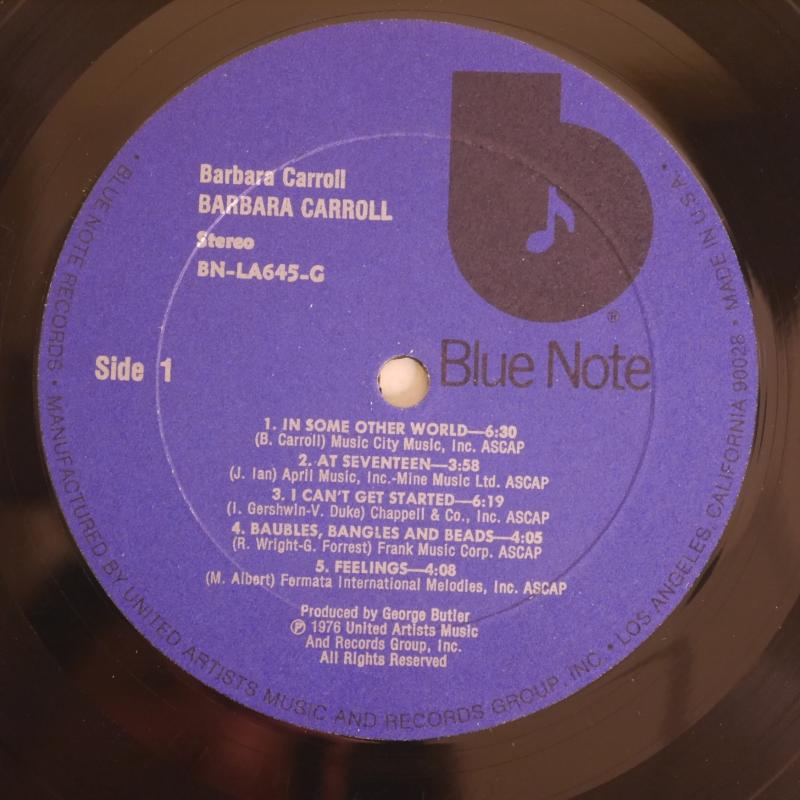 Barbara Carroll
BARBARA CARROLL
Stereo
BN-LA645-G
®
Blue Note
Side 1
1. IN SOME OTHER WORLD—6:30
(B. Carroll) Music City Music, Inc. ASCAP
2. AT SEVENTEEN—3:58
(J. Ian) April Music, Inc.-Mine Music Ltd. ASCAP
3. I CAN'T GET STARTED—6:19
(I. Gershwin-V. Duke) Chappell & Co., Inc. ASCAP
4. BAUBLES, BANGLES AND BEADS—4:05
(R. Wright-G. Forrest) Frank Music Corp. ASCAP
5. FEELINGS—4:08
(M. Albert) Fermata International Melodies, Inc. ASCAP
Produced by George Butler
℗ 1976 United Artists Music
And Records Group, Inc.
All Rights Reserved
• BLUE NOTE RECORDS • MANUFACTURED BY UNITED ARTISTS MUSIC AND RECORDS GROUP, INC. • LOS ANGELES, CALIFORNIA 90028 • MADE IN U.S.A. •